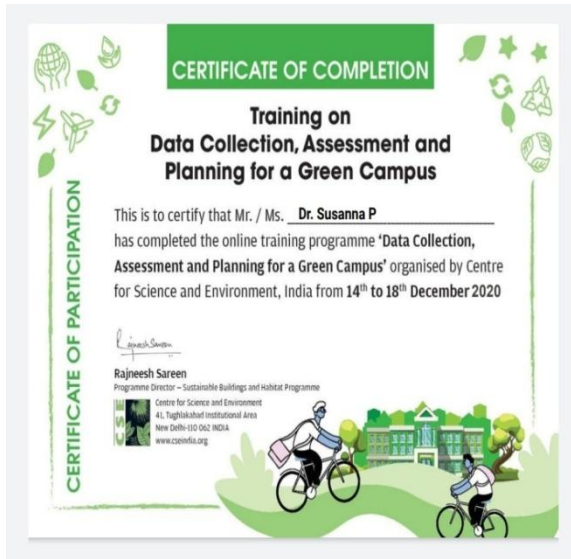 CERTIFICATE OF COMPLETION
Training on
Data Collection, Assessment and
Planning for a Green Campus
This is to certify that Mr. / Ms. Dr. Susanna P
has completed the online training programme ‘Data Collection,
Assessment and Planning for a Green Campus’ organised by Centre
for Science and Environment, India from 14th to 18th December 2020
Rajneesh Sareen
Rajneesh Sareen
Programme Director – Sustainable Buildings and Habitat Programme
CSE
Centre for Science and Environment
41, Tughlakabad Institutional Area
New Delhi-110 062 INDIA
www.cseindia.org
CERTIFICATE OF PARTICIPATION